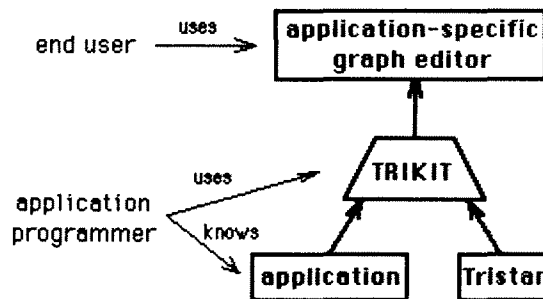 end user
uses
application-specific
graph editor
TRIKIT
uses
application
programmer
knows
application
Tristan